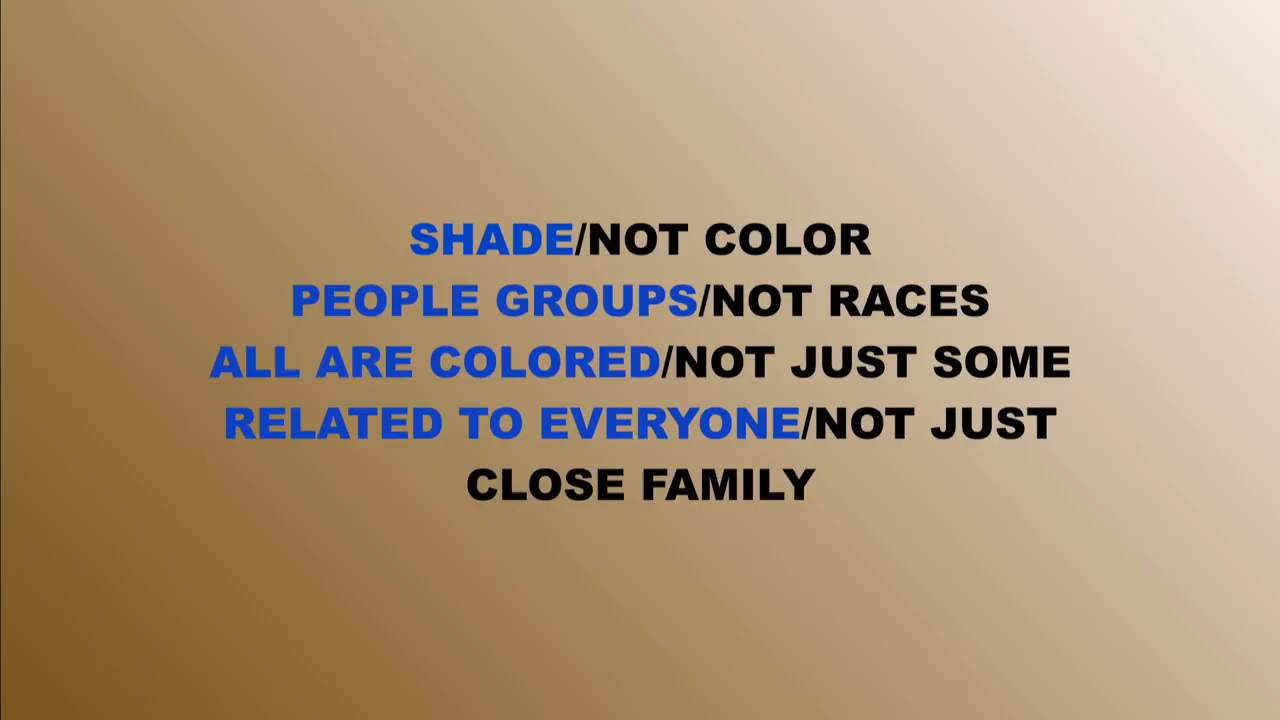 SHADE/NOT COLOR
PEOPLE GROUPS/NOT RACES
ALL ARE COLORED/NOT JUST SOME
RELATED TO EVERYONE/NOT JUST
CLOSE FAMILY